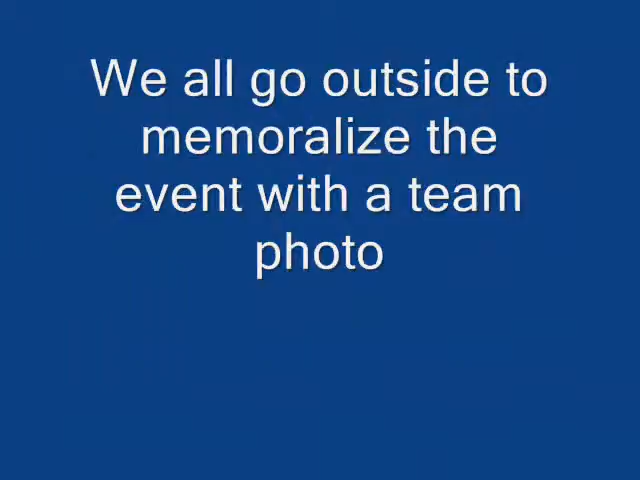 We all go outside to
memoralize the
event with a team
photo